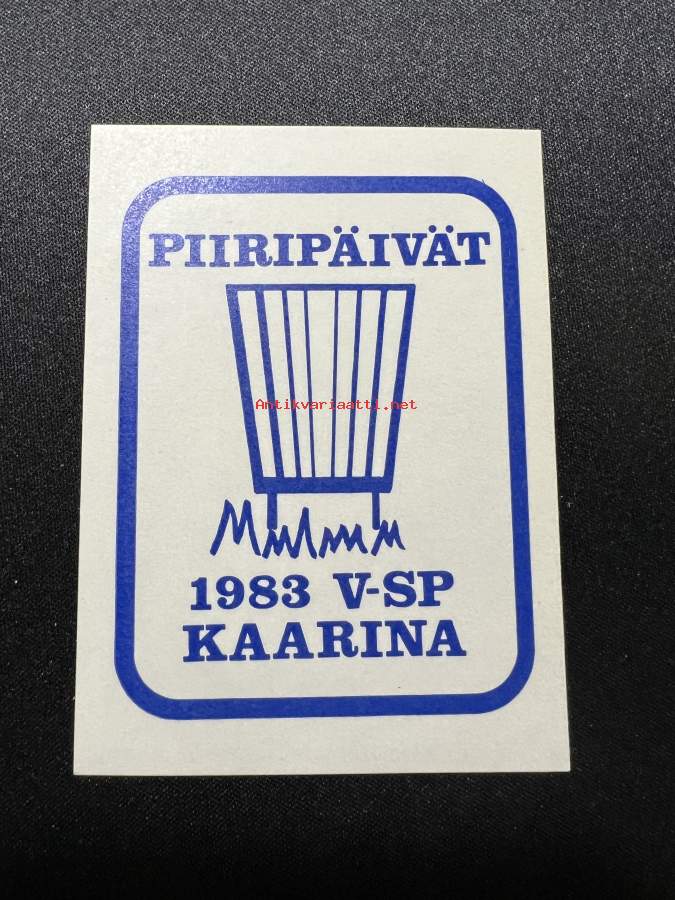 PIIRIPÄIVÄT
Antikvariaatti.net
1983 V-SP
KAARINA